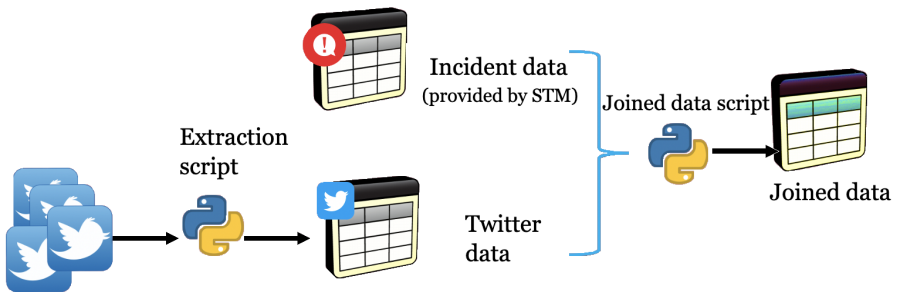 Incident data
(provided by STM)
Joined data script
Extraction
script
Joined data
Twitter
data